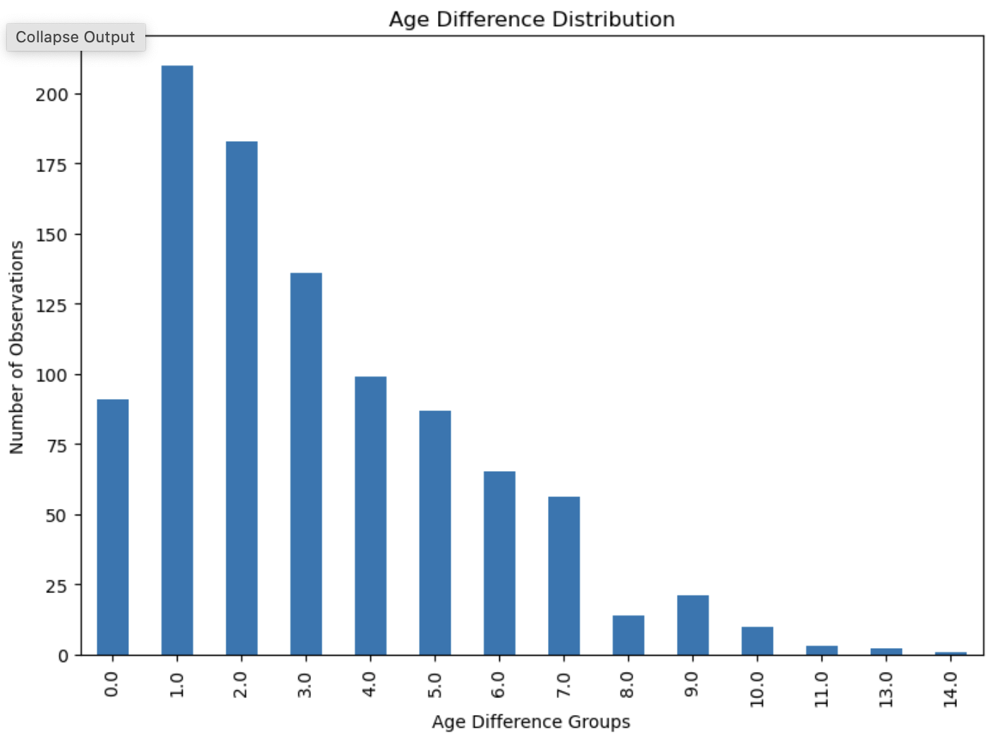 Age Difference Distribution
Collapse Output
200
175
150
125
100
75
50
25
0
Number of Observations
0.0 1.0 2.0 3.0 4.0 5.0 6.0 7.0 8.0 9.0 10.0 11.0 13.0 14.0
Age Difference Groups